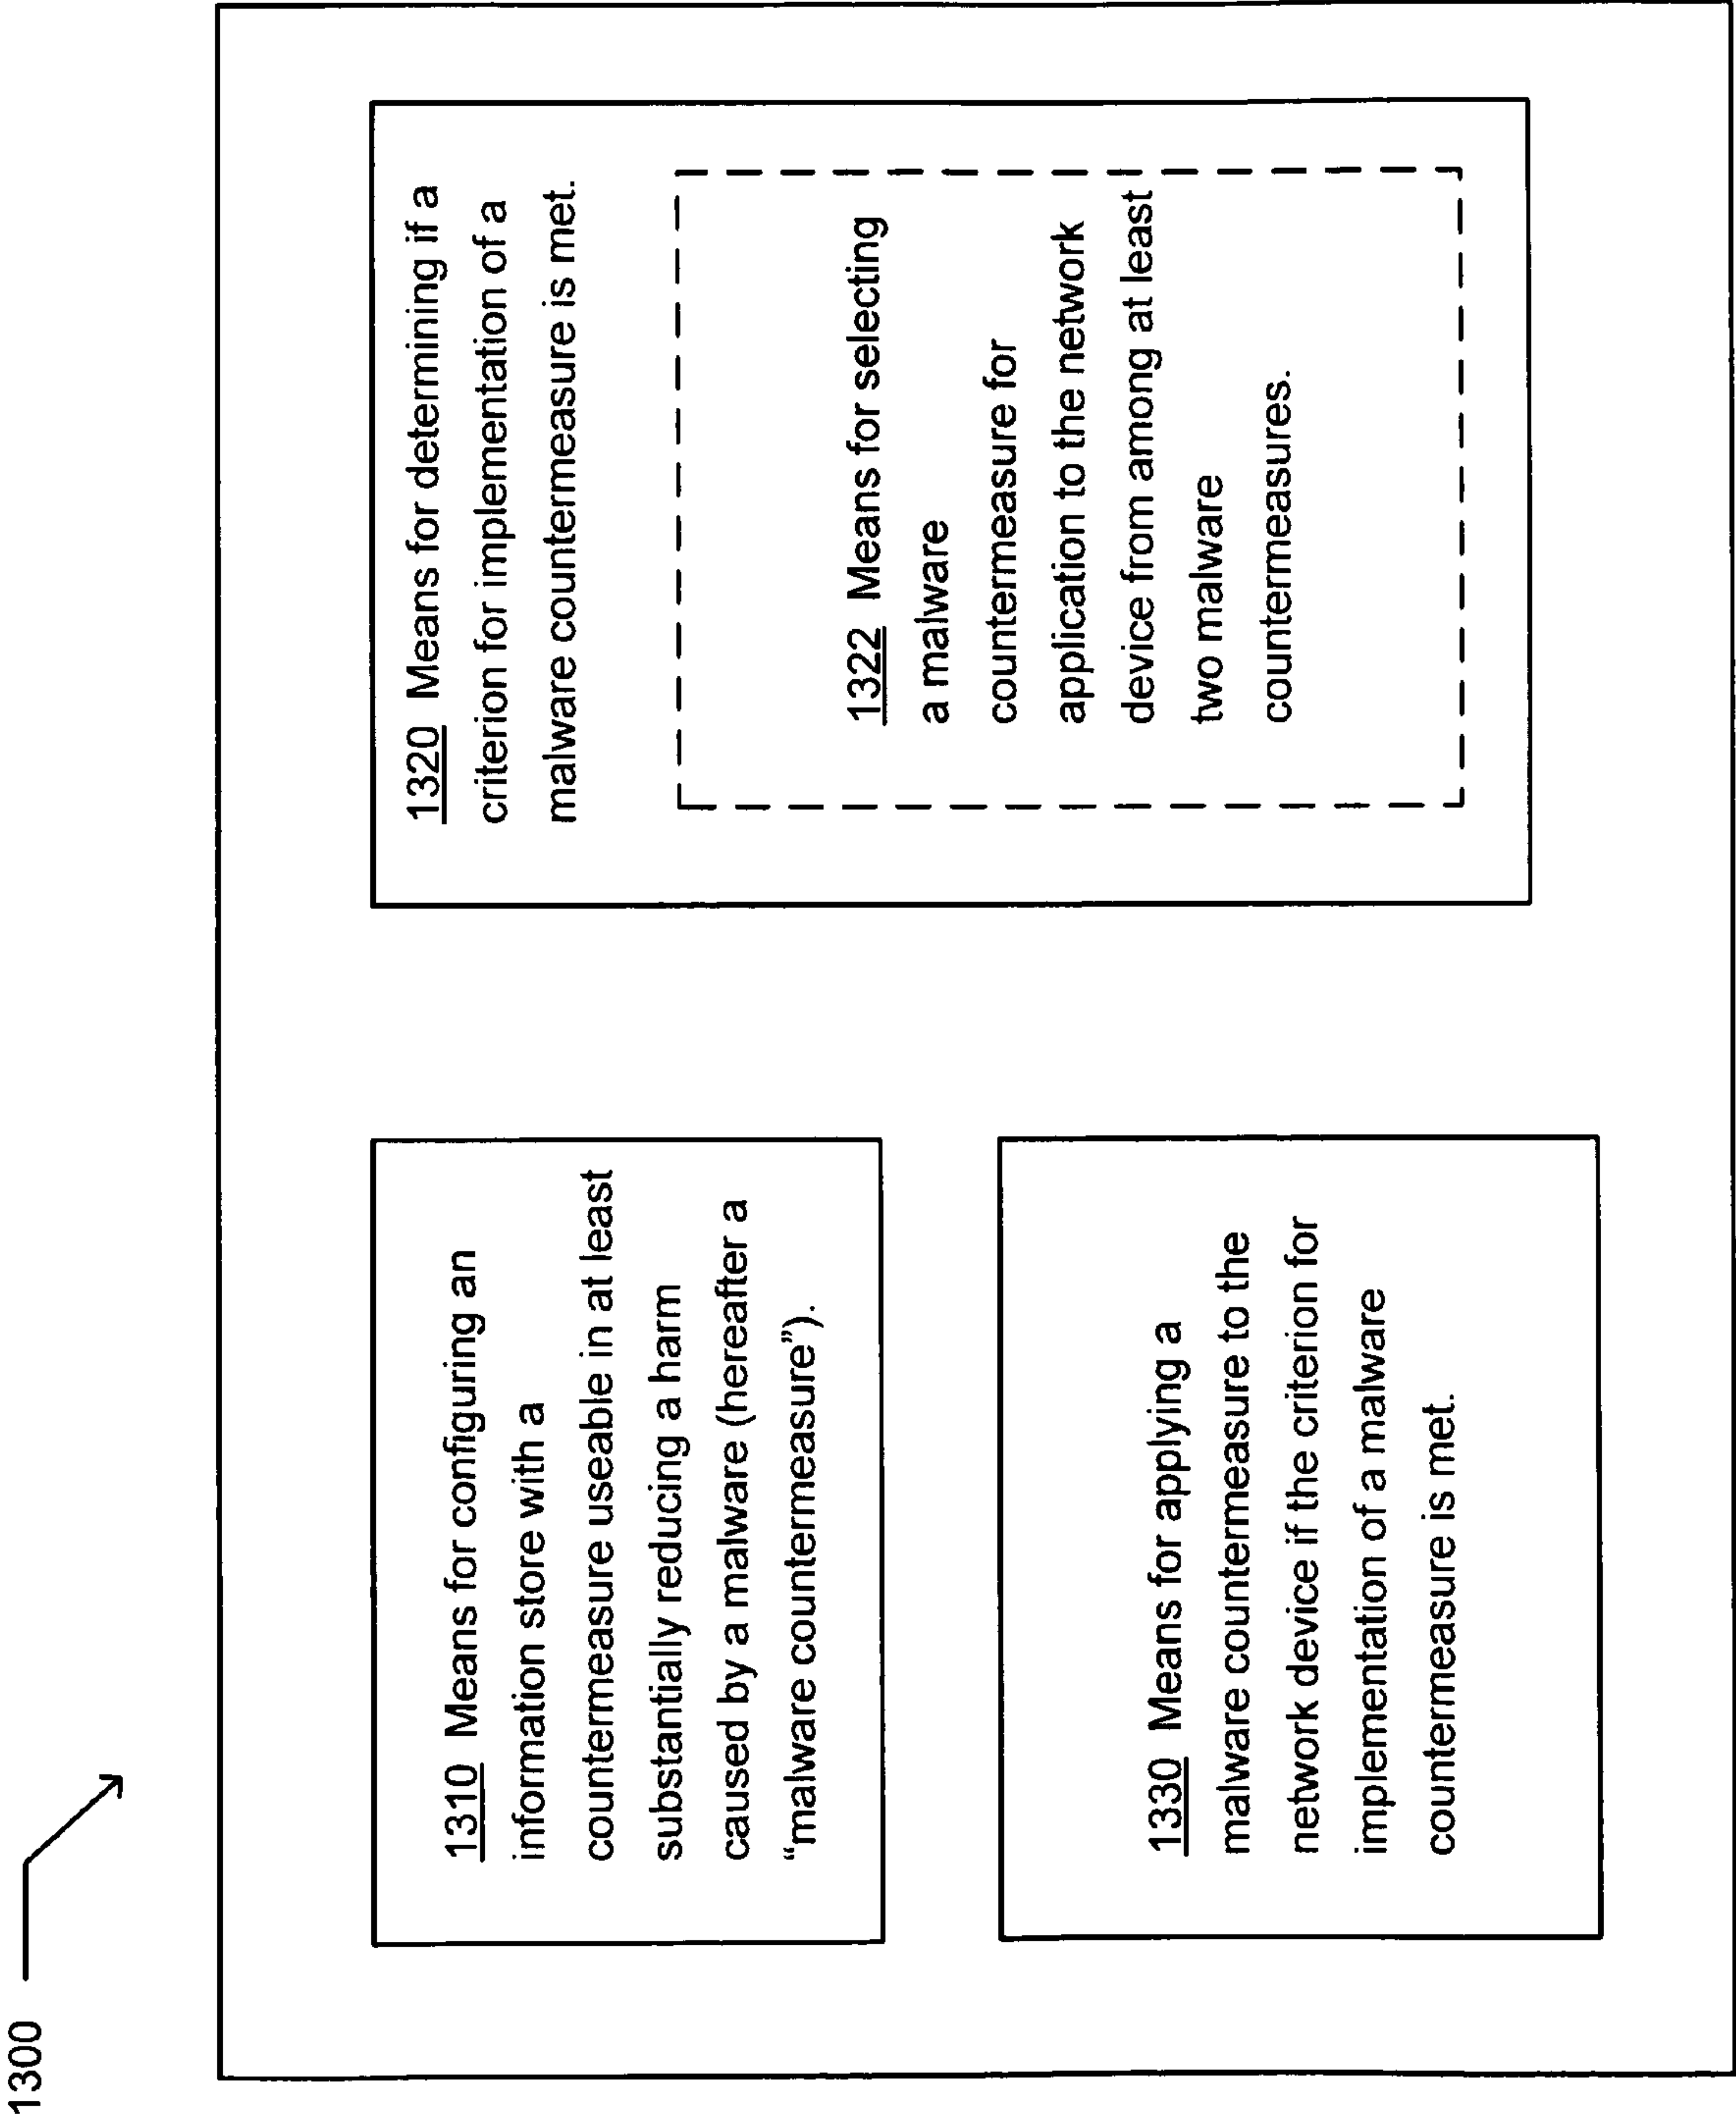 1300
1310 Means for configuring an
information store with a
countermeasure useable in at least
substantially reducing a harm
caused by a malware (hereafter a
“malware countermeasure”).
1320 Means for determining if a
criterion for implementation of a
malware countermeasure is met.
1322 Means for selecting
a malware
countermeasure for
application to the network
device from among at least
two malware
countermeasures.
1330 Means for applying a
malware countermeasure to the
network device if the criterion for
implementation of a malware
countermeasure is met.